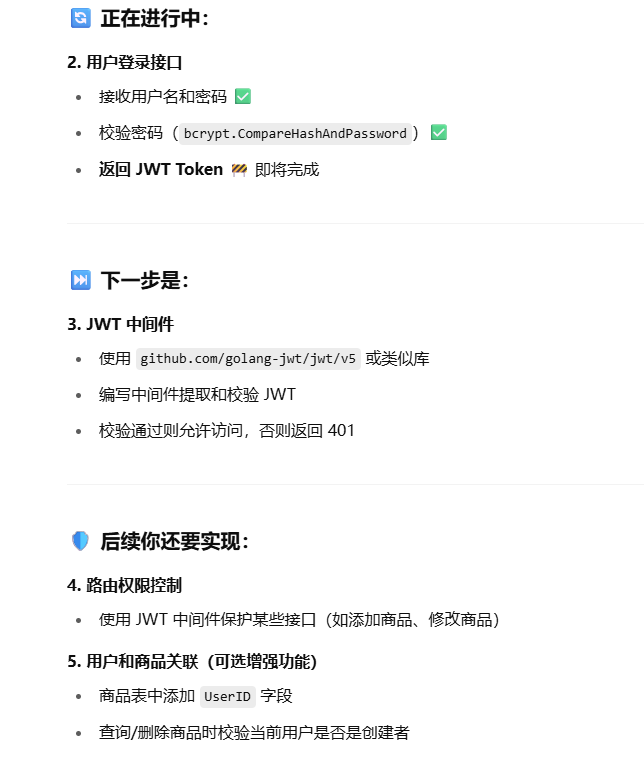 🔄 正在进行中：
2. 用户登录接口
• 接收用户名和密码 ✅
• 校验密码（bcrypt.CompareHashAndPassword）✅
• 返回 JWT Token 🚧 即将完成
⏭️ 下一步是：
3. JWT 中间件
• 使用 github.com/golang-jwt/jwt/v5 或类似库
• 编写中间件提取和校验 JWT
• 校验通过则允许访问，否则返回 401
🛡️ 后续你还要实现：
4. 路由权限控制
• 使用 JWT 中间件保护某些接口（如添加商品、修改商品）
5. 用户和商品关联（可选增强功能）
• 商品表中添加 UserID 字段
• 查询/删除商品时校验当前用户是否是创建者